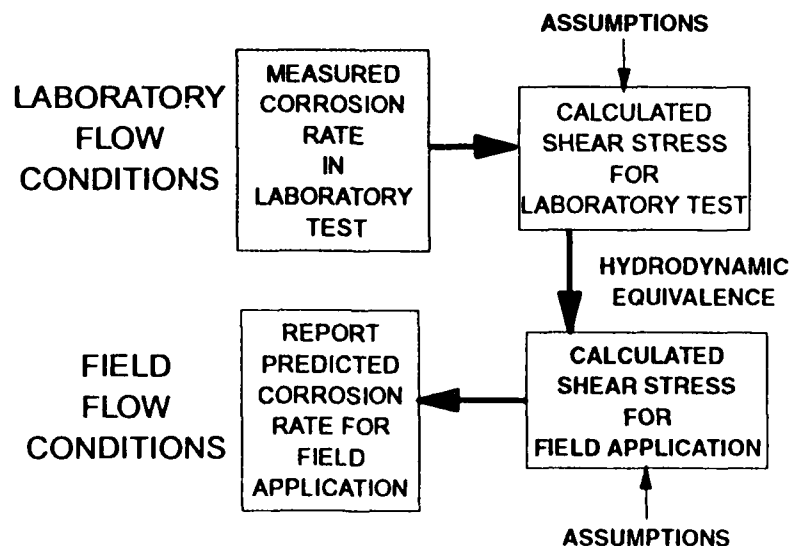 LABORATORY
FLOW
CONDITIONS
MEASURED
CORROSION
RATE
IN
LABORATORY
TEST
ASSUMPTIONS
CALCULATED
SHEAR STRESS
FOR
LABORATORY TEST
HYDRODYNAMIC
EQUIVALENCE
FIELD
FLOW
CONDITIONS
REPORT
PREDICTED
CORROSION
RATE FOR
FIELD
APPLICATION
CALCULATED
SHEAR STRESS
FOR
FIELD APPLICATION
ASSUMPTIONS